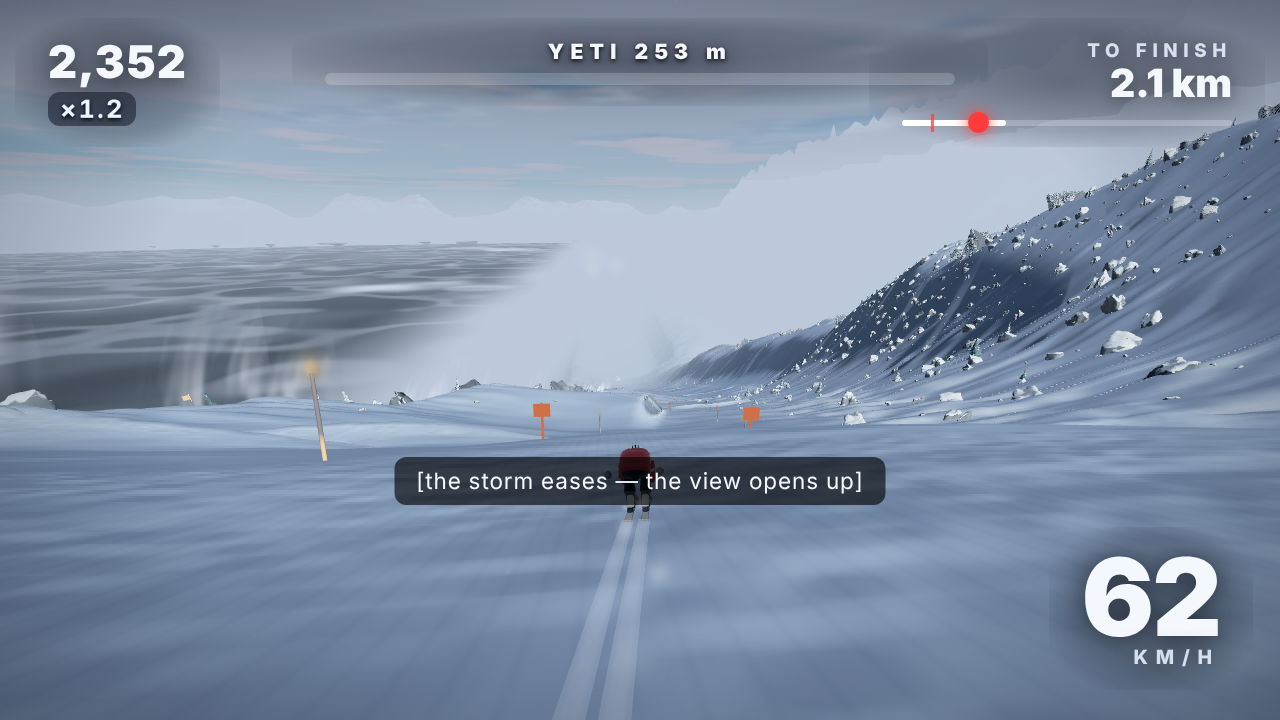 2,352
×1.2
YETI 253 m
TO FINISH
2.1 km
[the storm eases — the view opens up]
62
KM/H